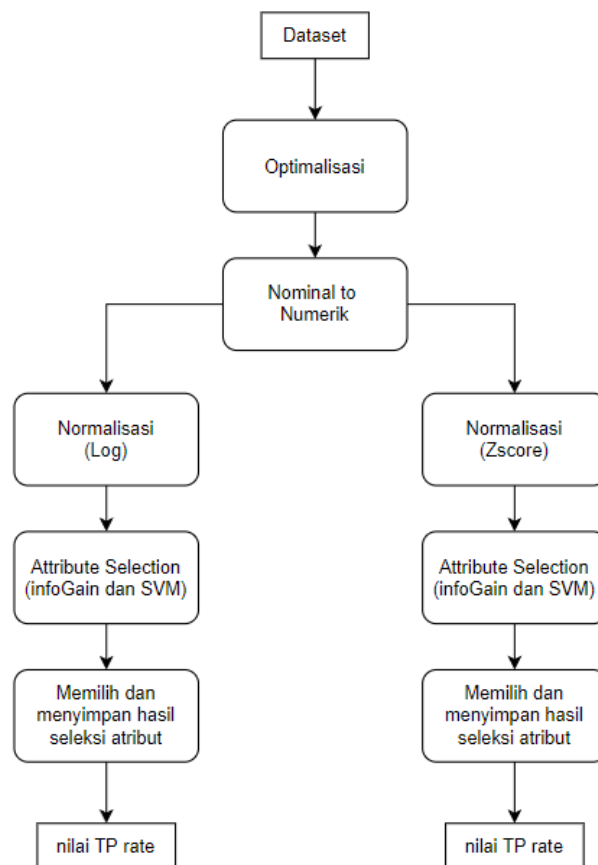 Dataset
Optimalisasi
Nominal to
Numerik
Normalisasi
(Log)
Attribute Selection
(infoGain dan SVM)
Memilih dan
menyimpan hasil
seleksi atribut
nilai TP rate
Normalisasi
(Zscore)
Attribute Selection
(infoGain dan SVM)
Memilih dan
menyimpan hasil
seleksi atribut
nilai TP rate